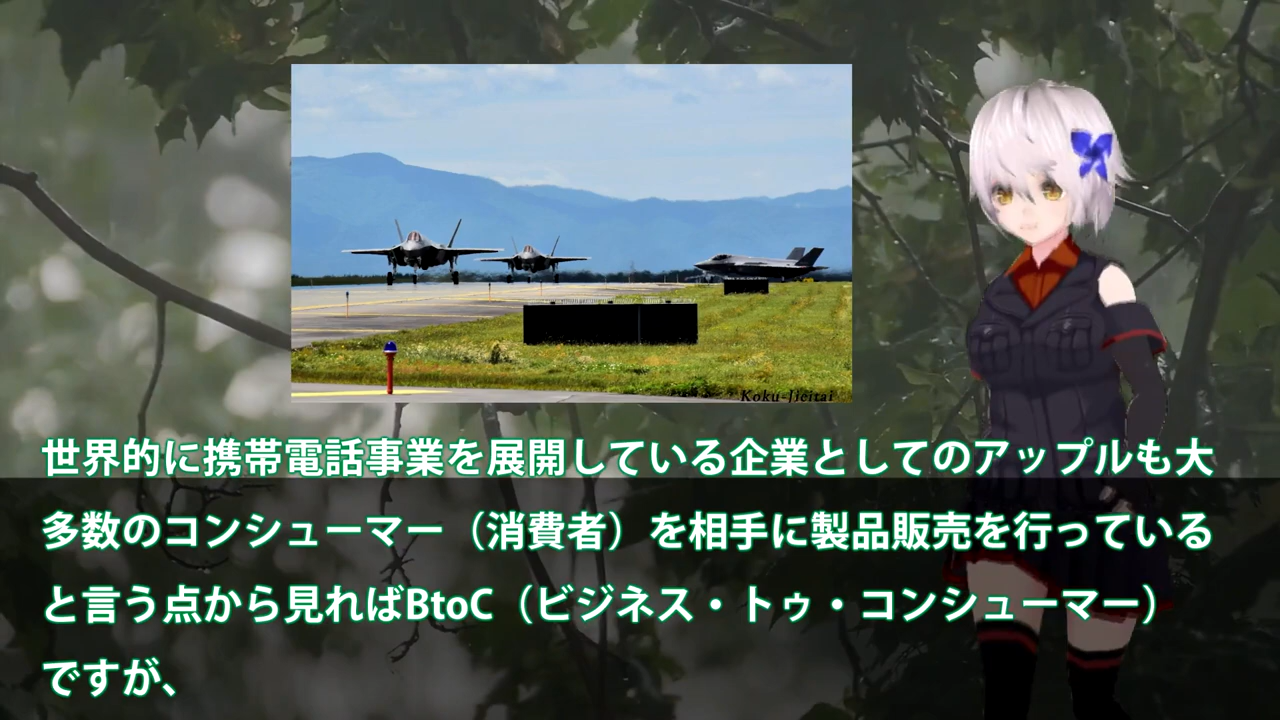 Koku-Jieitai
世界的に携帯電話事業を展開している企業としてのアップルも大
多数のコンシューマー（消費者）を相手に製品販売を行っている
と言う点から見ればBtoC（ビジネス・トゥ・コンシューマー）
ですが、